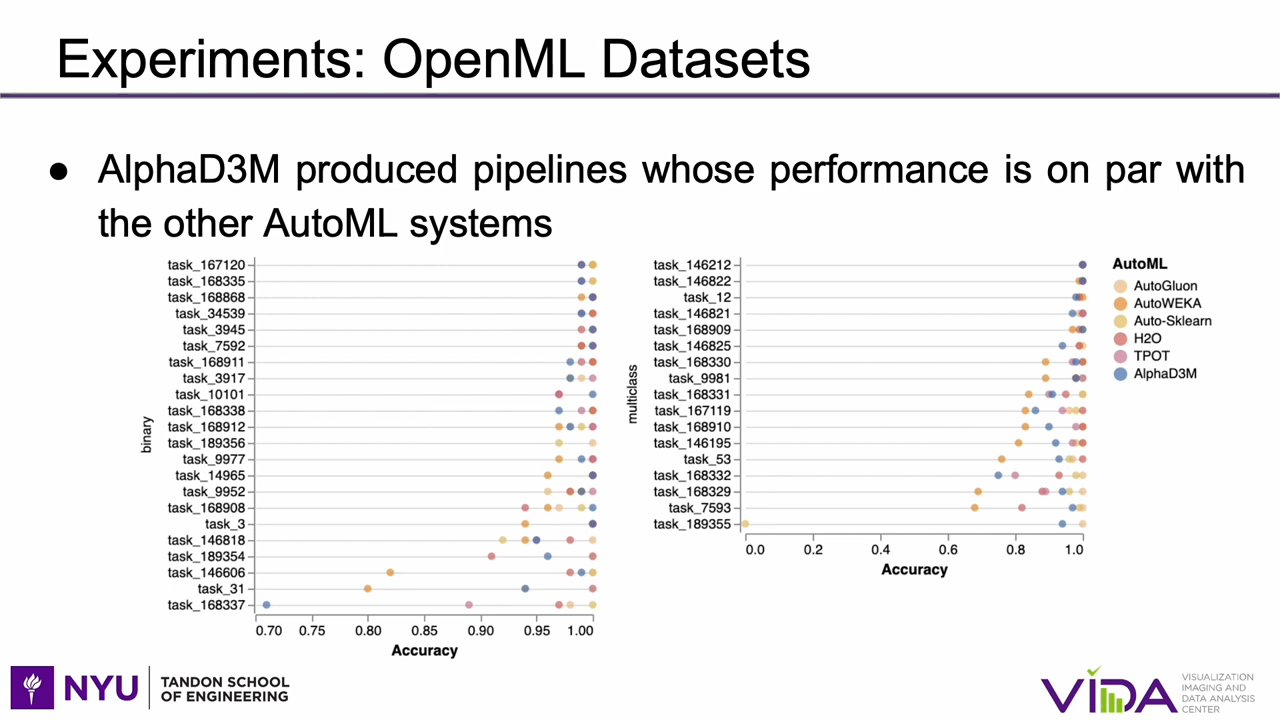 Experiments: OpenML Datasets
● AlphaD3M produced pipelines whose performance is on par with
the other AutoML systems
binary
task_167120
task_168335
task_168868
task_34539
task_3945
task_7592
task_168911
task_3917
task_10101
task_168338
task_168912
task_189356
task_9977
task_14965
task_9952
task_168908
task_3
task_146818
task_189354
task_146606
task_31
task_168337
0.70 0.75 0.80 0.85 0.90 0.95 1.00
Accuracy
multiclass
task_146212
task_146822
task_12
task_146821
task_168909
task_146825
task_168330
task_9981
task_168331
task_167119
task_168910
task_146195
task_53
task_168332
task_168329
task_7593
task_189355
0.0 0.2 0.4 0.6 0.8 1.0
Accuracy
AutoML
AutoGluon
AutoWEKA
Auto-Sklearn
H2O
TPOT
AlphaD3M
NYU
TANDON SCHOOL
OF ENGINEERING
VIDA
VISUALIZATION
IMAGING AND
DATA ANALYSIS
CENTER